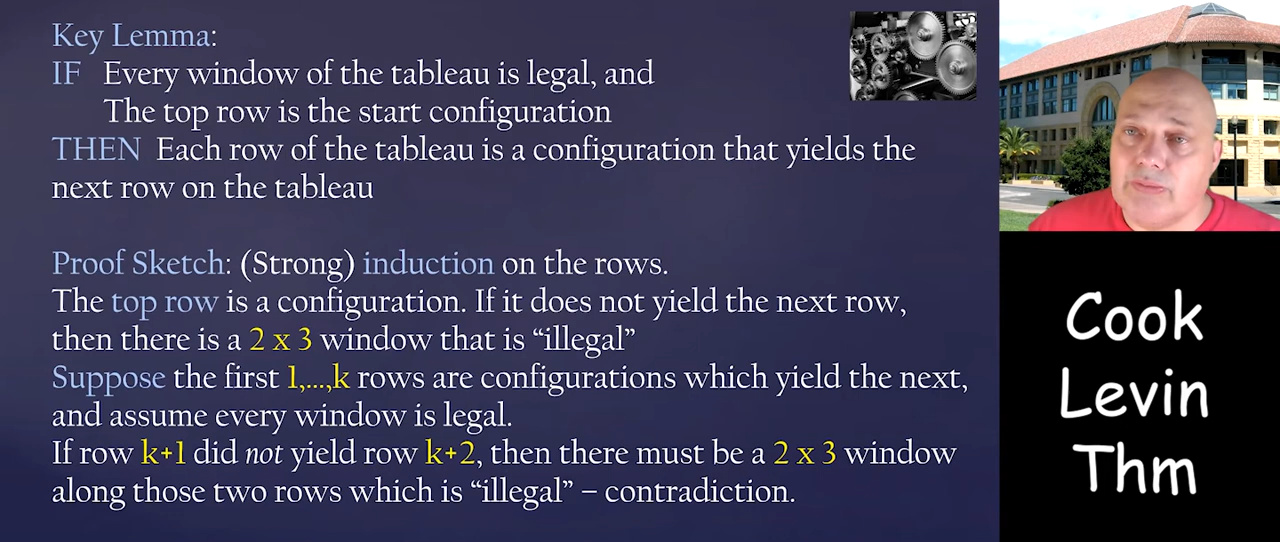 Key Lemma:
IF Every window of the tableau is legal, and
The top row is the start configuration
THEN Each row of the tableau is a configuration that yields the
next row on the tableau
Proof Sketch: (Strong) induction on the rows.
The top row is a configuration. If it does not yield the next row,
then there is a 2 x 3 window that is “illegal”
Suppose the first 1,...,k rows are configurations which yield the next,
and assume every window is legal.
If row k+1 did not yield row k+2, then there must be a 2 x 3 window
along those two rows which is “illegal” – contradiction.
Cook
Levin
Thm